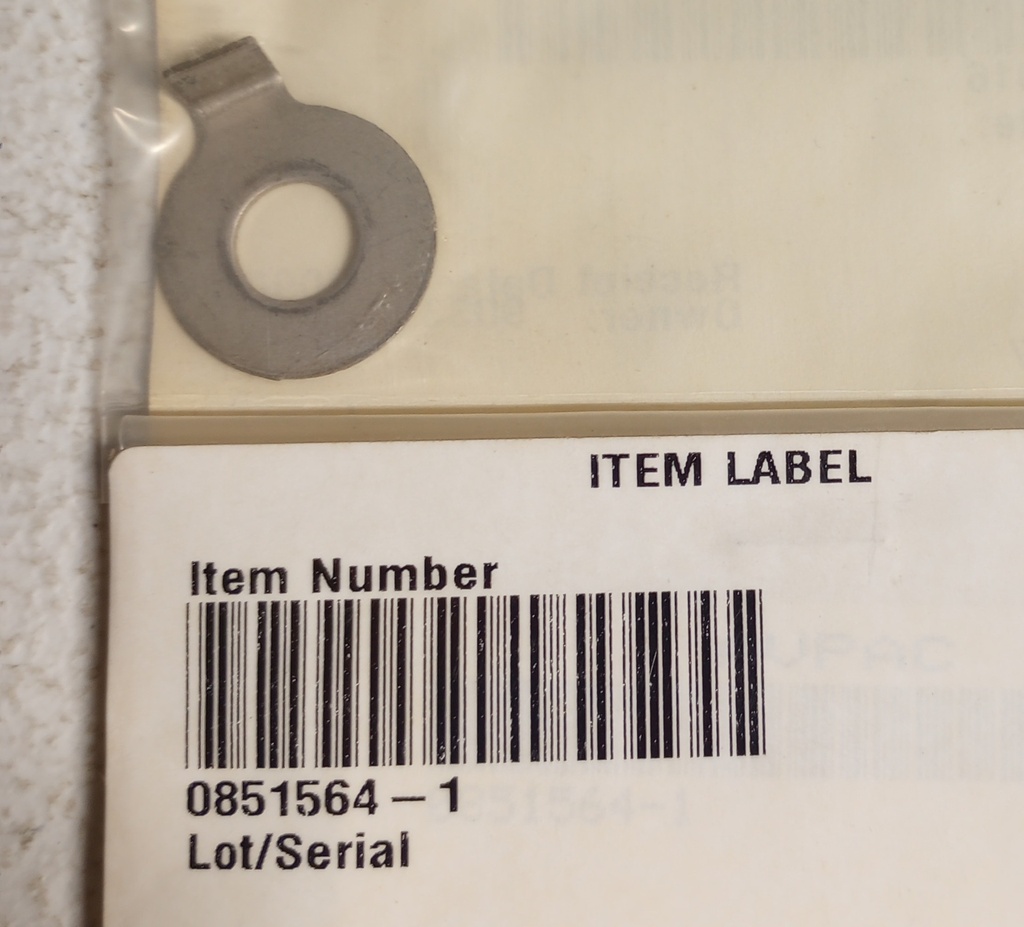 ITEM LABEL
Item Number
0851564-1
Lot/Serial